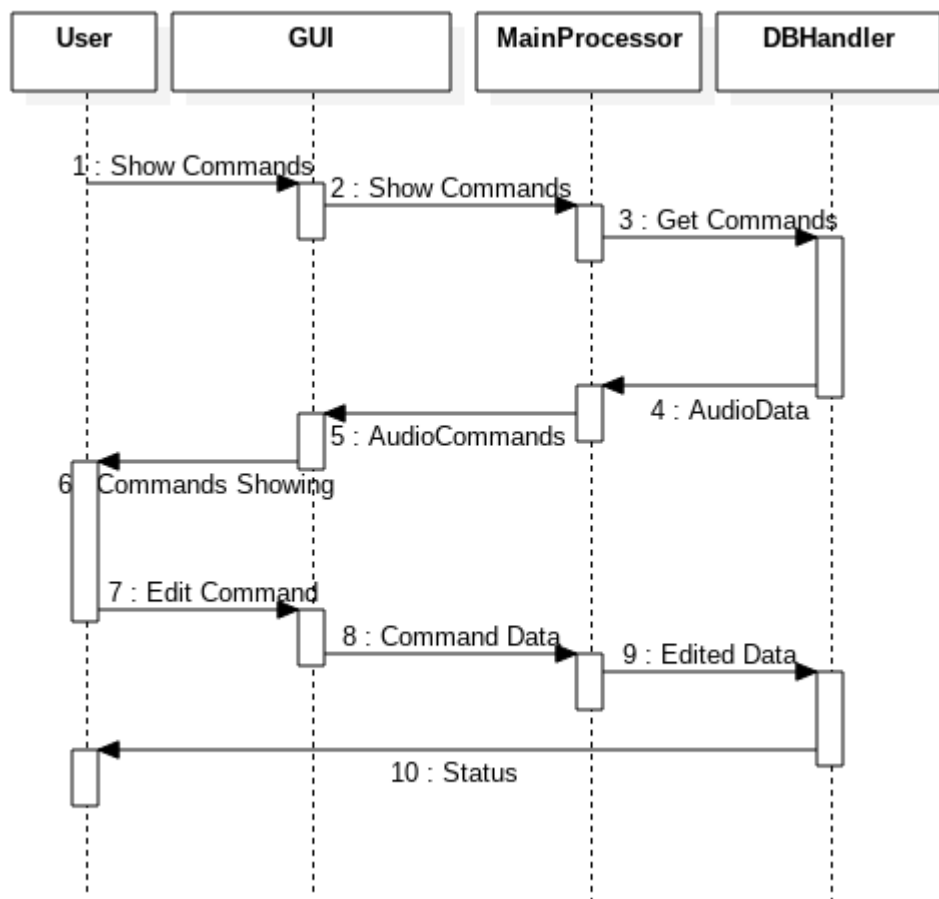 User
GUI
MainProcessor
DBHandler
1 : Show Commands
2 : Show Commands
3 : Get Commands
4 : AudioData
5 : AudioCommands
6 : Commands Showing
7 : Edit Command
8 : Command Data
9 : Edited Data
10 : Status